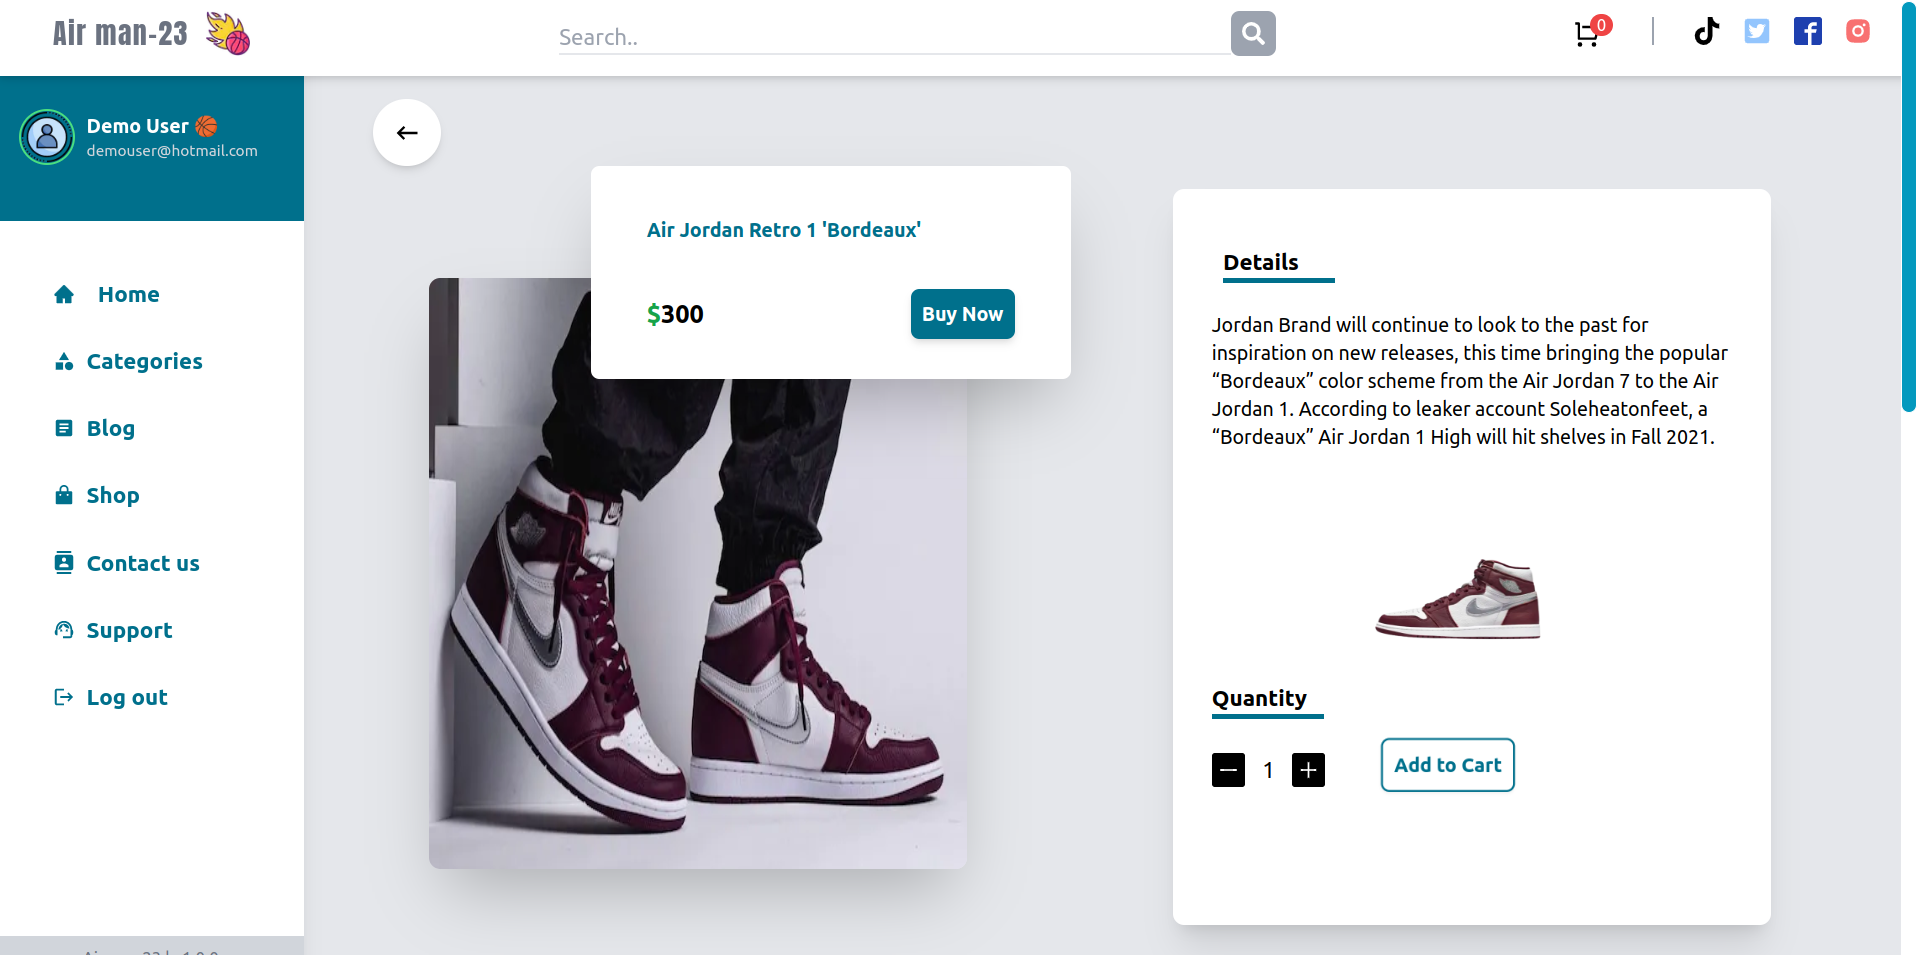 Air man-23
Search..
0
Demo User
demouser@hotmail.com
Home
Categories
Blog
Shop
Contact us
Support
Log out
Air Jordan Retro 1 'Bordeaux'
$300
Buy Now
Details
Jordan Brand will continue to look to the past for
inspiration on new releases, this time bringing the popular
“Bordeaux” color scheme from the Air Jordan 7 to the Air
Jordan 1. According to leaker account Soleheatonfeet, a
“Bordeaux” Air Jordan 1 High will hit shelves in Fall 2021.
Quantity
1
Add to Cart